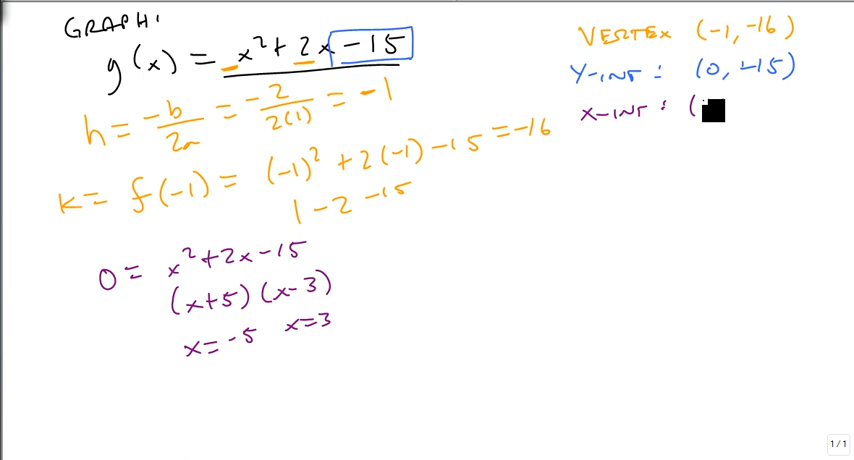 GRAPH:
g(x) = x² + 2x - 15
h = -b/2a = -2/2(1) = -1
k = f(-1) = (-1)² + 2(-1) - 15 = -16
1 - 2 - 15
0 = x² + 2x - 15
(x+5) (x-3)
x = -5 x = 3
VERTEX (-1, -16)
Y-INT : (0, -15)
X-INT : (
1 / 1